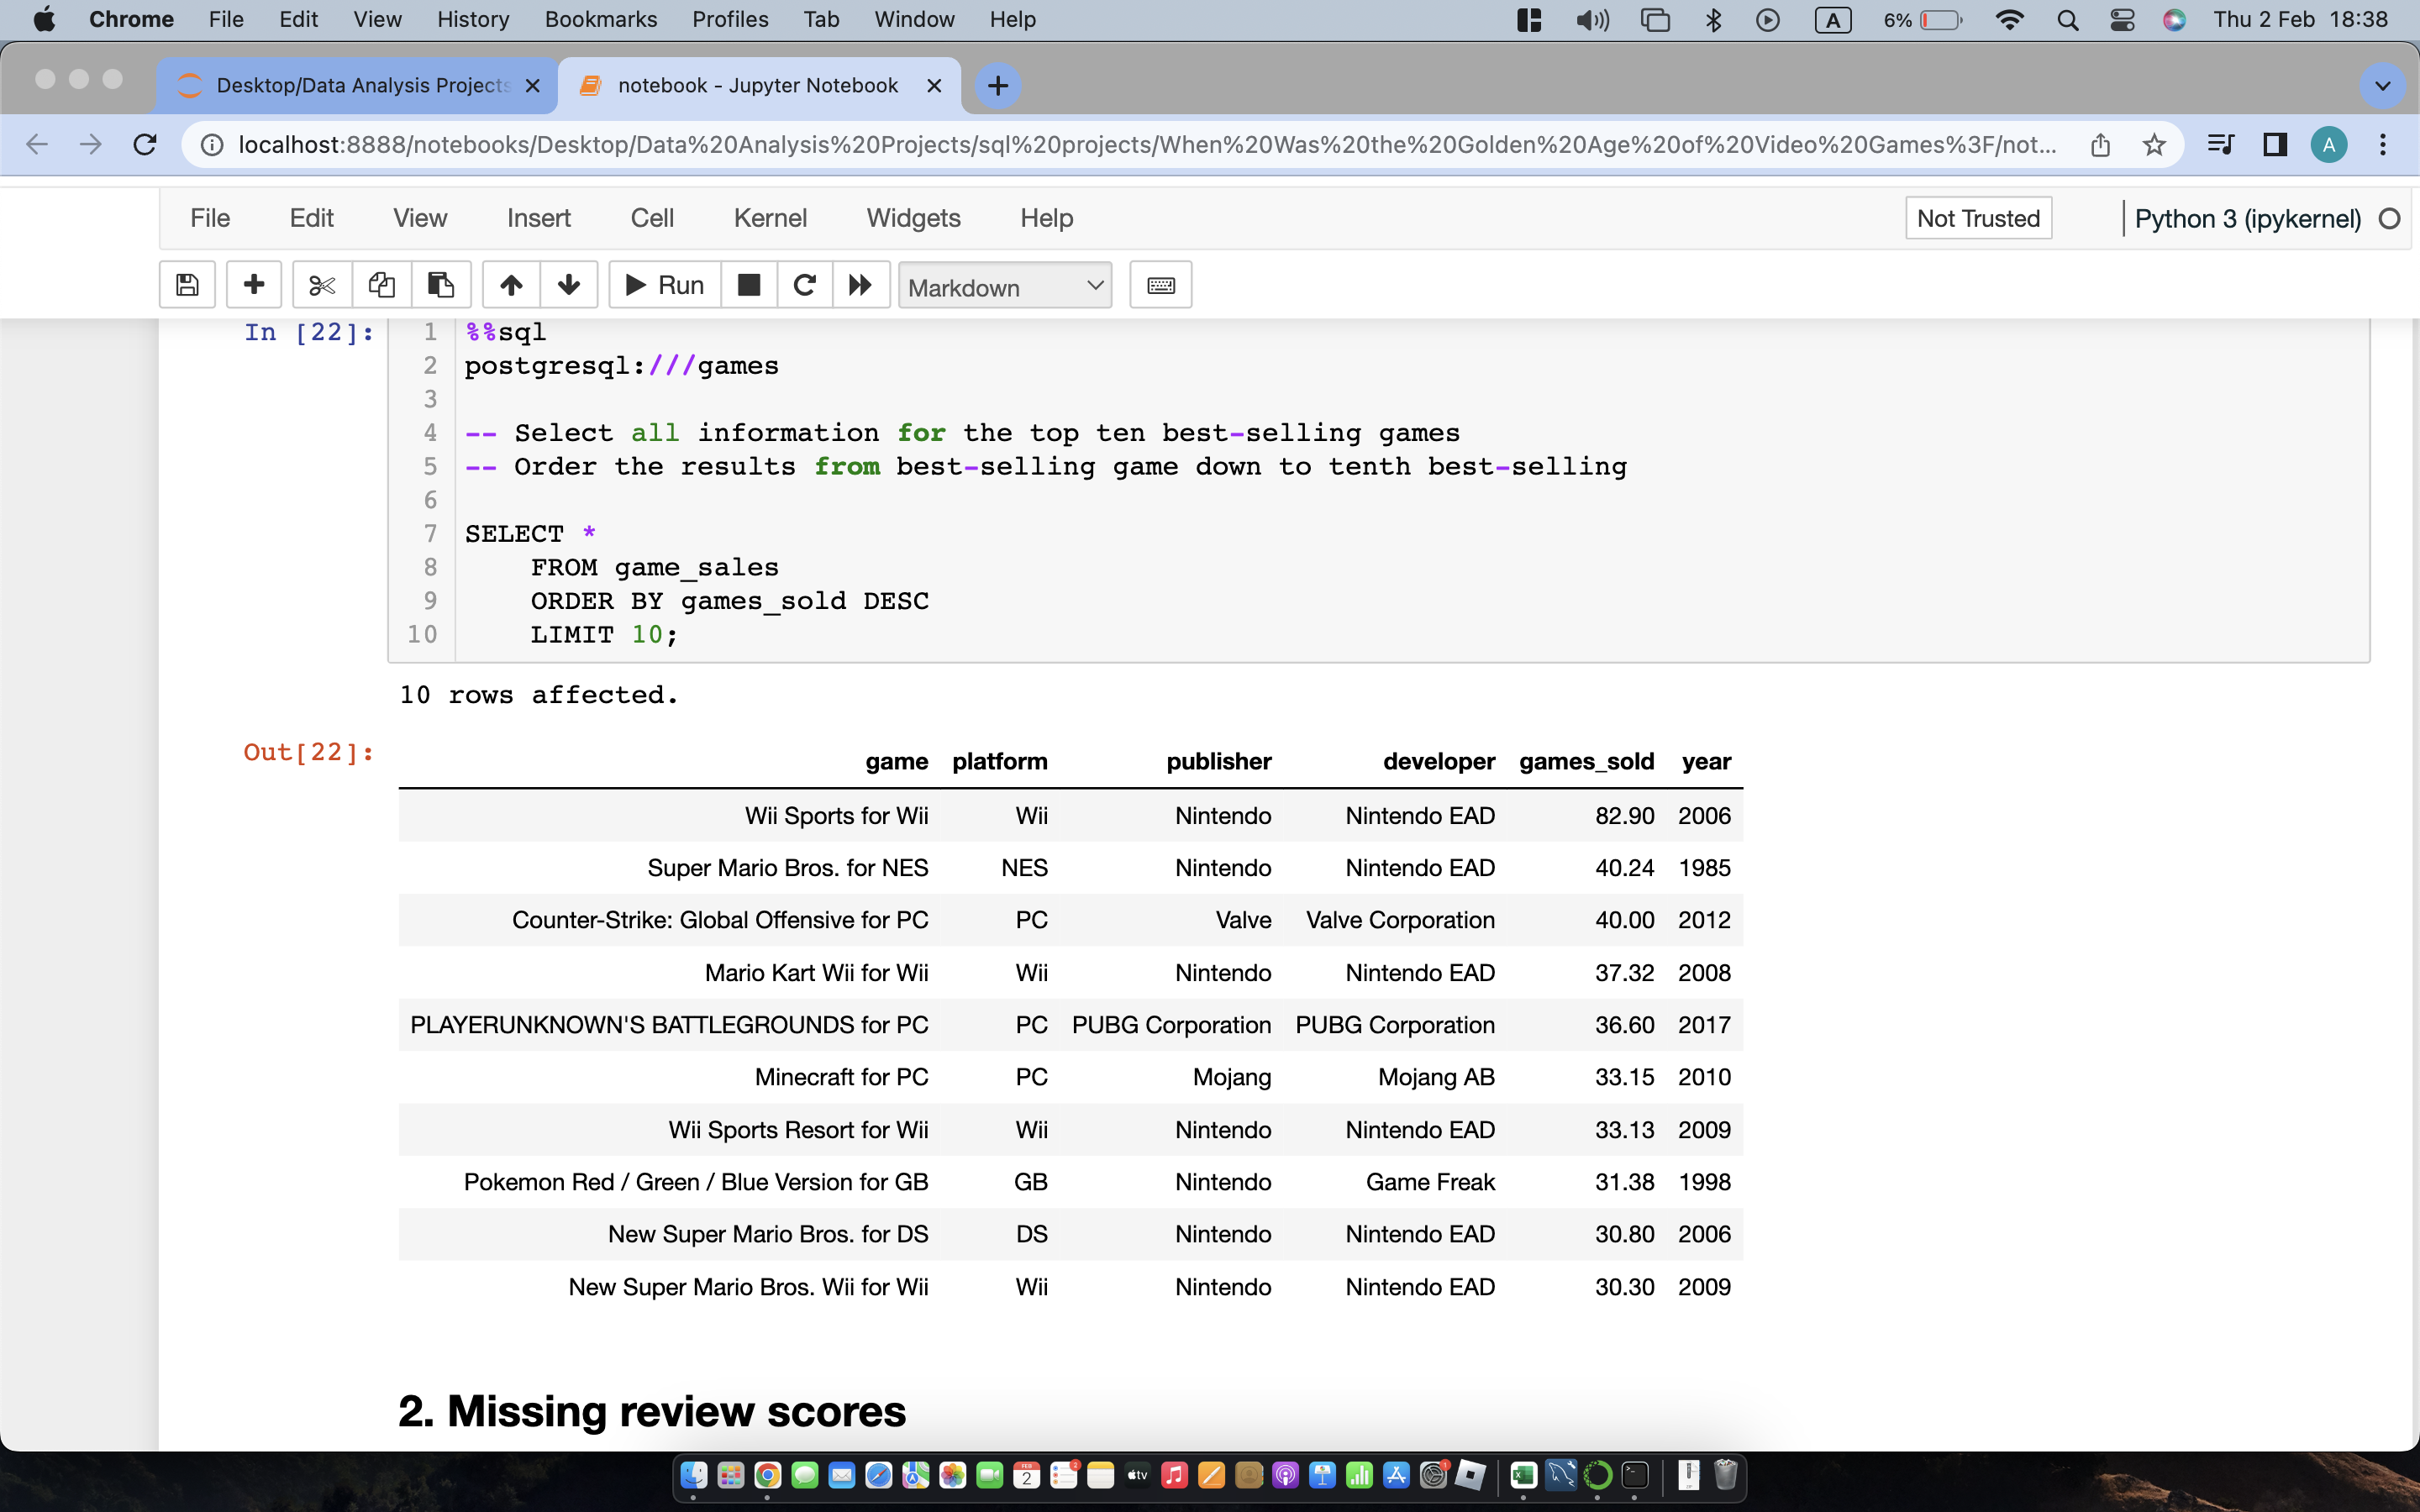 Chrome File Edit View History Bookmarks Profiles Tab Window Help A 6% Thu 2 Feb 18:38
Desktop/Data Analysis Projects notebook - Jupyter Notebook
localhost:8888/notebooks/Desktop/Data%20Analysis%20Projects/sql%20projects/When%20Was%20the%20Golden%20Age%20of%20Video%20Games%3F/not... A
File Edit View Insert Cell Kernel Widgets Help Not Trusted Python 3 (ipykernel)
Run Markdown
In [22]: 1 %%sql
2 postgresql:///games
3
4 -- Select all information for the top ten best-selling games
5 -- Order the results from best-selling game down to tenth best-selling
6
7 SELECT *
8 FROM game_sales
9 ORDER BY games_sold DESC
10 LIMIT 10;
10 rows affected.
Out[22]:
game platform publisher developer games_sold year
Wii Sports for Wii Wii Nintendo Nintendo EAD 82.90 2006
Super Mario Bros. for NES NES Nintendo Nintendo EAD 40.24 1985
Counter-Strike: Global Offensive for PC PC Valve Valve Corporation 40.00 2012
Mario Kart Wii for Wii Wii Nintendo Nintendo EAD 37.32 2008
PLAYERUNKNOWN'S BATTLEGROUNDS for PC PC PUBG Corporation PUBG Corporation 36.60 2017
Minecraft for PC PC Mojang Mojang AB 33.15 2010
Wii Sports Resort for Wii Wii Nintendo Nintendo EAD 33.13 2009
Pokemon Red / Green / Blue Version for GB GB Nintendo Game Freak 31.38 1998
New Super Mario Bros. for DS DS Nintendo Nintendo EAD 30.80 2006
New Super Mario Bros. Wii for Wii Wii Nintendo Nintendo EAD 30.30 2009
2. Missing review scores
FEB 2 2 tv 1